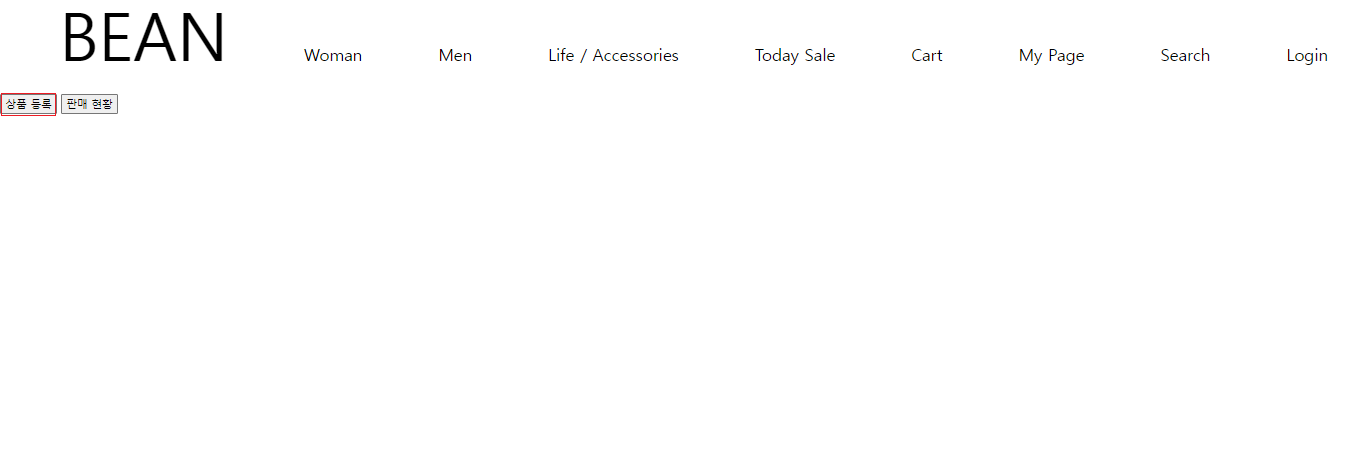 BEAN Woman Men Life / Accessories Today Sale Cart My Page Search Login
상품 등록 판매 현황